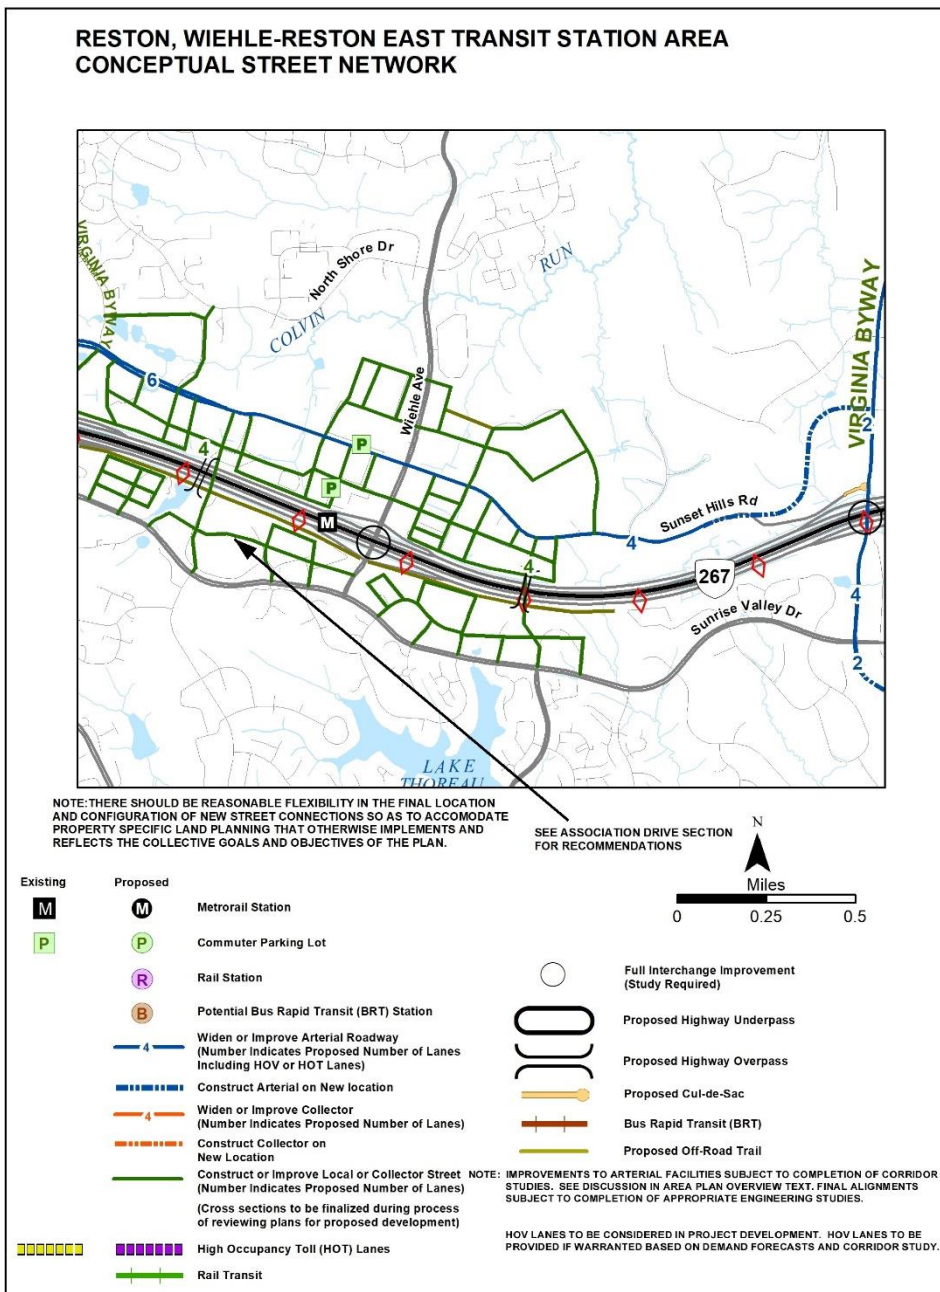 RESTON, WIEHLE-RESTON EAST TRANSIT STATION AREA
CONCEPTUAL STREET NETWORK
VIRGINIA BYWAY
North Shore Dr
COLVIN
RUN
Wiehle Ave
VIRGINIA BYWAY
6
P
2
4
P
Sunset Hills Rd
M
4
267
4
4
Sunrise Valley Dr
2
LAKE
THOREAU
NOTE:THERE SHOULD BE REASONABLE FLEXIBILITY IN THE FINAL LOCATION
AND CONFIGURATION OF NEW STREET CONNECTIONS SO AS TO ACCOMODATE
PROPERTY SPECIFIC LAND PLANNING THAT OTHERWISE IMPLEMENTS AND
REFLECTS THE COLLECTIVE GOALS AND OBJECTIVES OF THE PLAN.
SEE ASSOCIATION DRIVE SECTION
FOR RECOMMENDATIONS
N
Miles
0 0.25 0.5
Existing Proposed
M M Metrorail Station
P P Commuter Parking Lot
R Rail Station
B Potential Bus Rapid Transit (BRT) Station
4 Widen or Improve Arterial Roadway
(Number Indicates Proposed Number of Lanes
Including HOV or HOT Lanes)
Construct Arterial on New location
4 Widen or Improve Collector
(Number Indicates Proposed Number of Lanes)
Construct Collector on
New Location
Construct or Improve Local or Collector Street
(Number Indicates Proposed Number of Lanes)
(Cross sections to be finalized during process
of reviewing plans for proposed development)
High Occupancy Toll (HOT) Lanes
Rail Transit
Full Interchange Improvement
(Study Required)
Proposed Highway Underpass
Proposed Highway Overpass
Proposed Cul-de-Sac
Bus Rapid Transit (BRT)
Proposed Off-Road Trail
NOTE: IMPROVEMENTS TO ARTERIAL FACILITIES SUBJECT TO COMPLETION OF CORRIDOR
STUDIES. SEE DISCUSSION IN AREA PLAN OVERVIEW TEXT. FINAL ALIGNMENTS
SUBJECT TO COMPLETION OF APPROPRIATE ENGINEERING STUDIES.
HOV LANES TO BE CONSIDERED IN PROJECT DEVELOPMENT. HOV LANES TO BE
PROVIDED IF WARRANTED BASED ON DEMAND FORECASTS AND CORRIDOR STUDY.